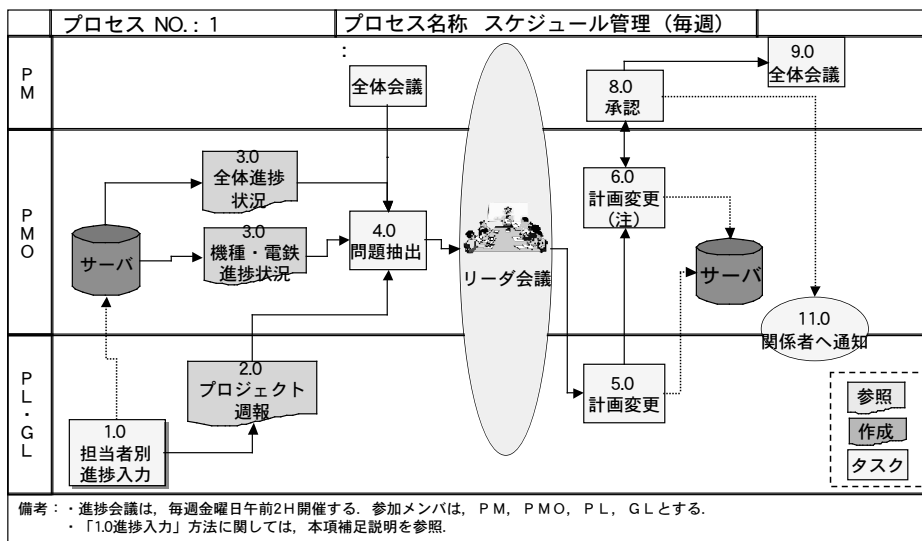 プロセス NO.: 1
プロセス名称 スケジュール管理（毎週）
:
PM
全体会議
8.0
承認
9.0
全体会議
PMO
サーバ
3.0
全体進捗
状況
3.0
機種・電鉄
進捗状況
4.0
問題抽出
リーダ会議
6.0
計画変更
(注)
サーバ
11.0
関係者へ通知
PL・GL
1.0
担当者別
進捗入力
2.0
プロジェクト
週報
5.0
計画変更
参照
作成
タスク
備考：・進捗会議は，毎週金曜日午前2H開催する．参加メンバは，ＰＭ，ＰＭＯ，ＰＬ，ＧＬとする．
・「1.0進捗入力」方法に関しては，本項補足説明を参照．